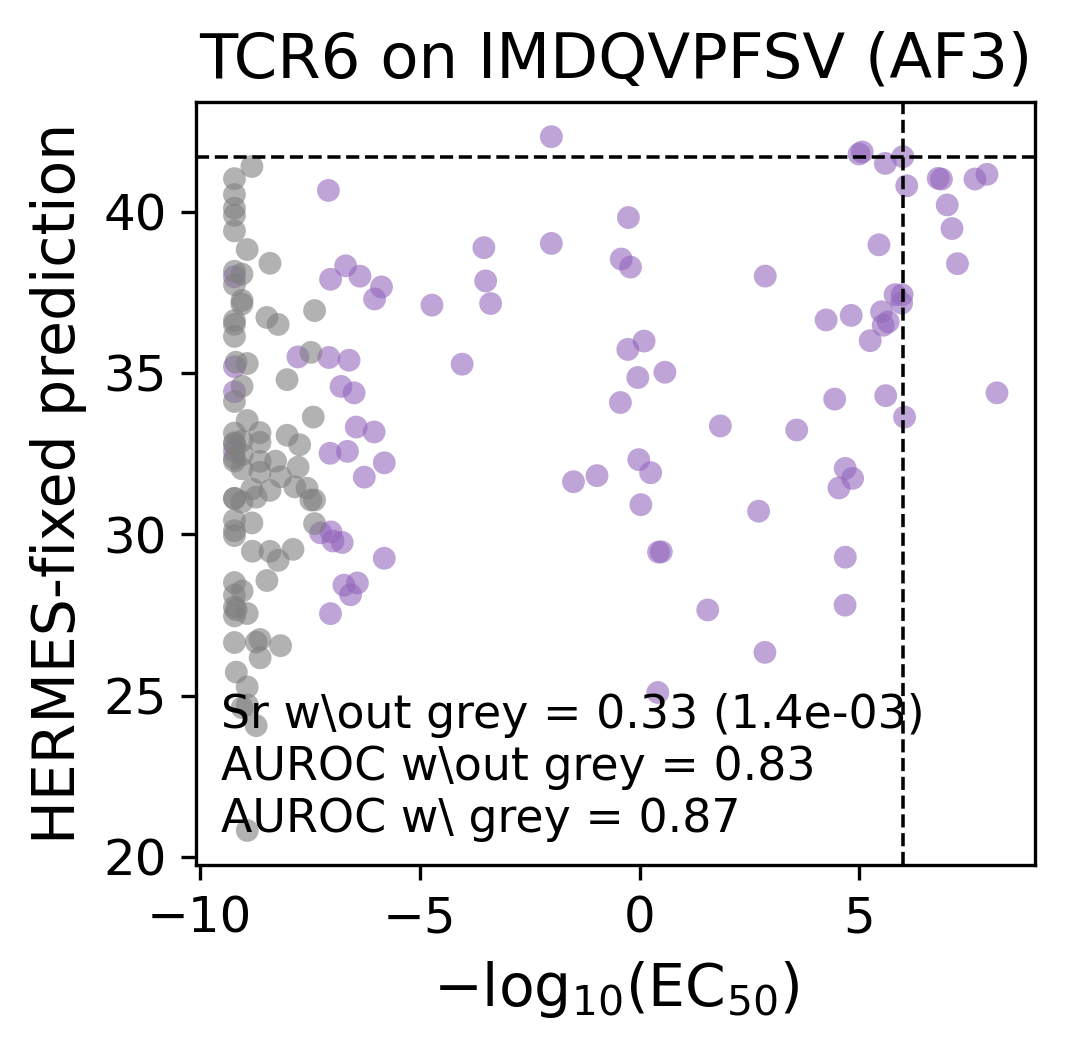 TCR6 on IMDQVPFSV (AF3)
HERMES-fixed prediction
40
35
30
25
20
Sr w\out grey = 0.33 (1.4e-03)
AUROC w\out grey = 0.83
AUROC w\ grey = 0.87
−10
−5
0
5
−log₁₀(EC₅₀)